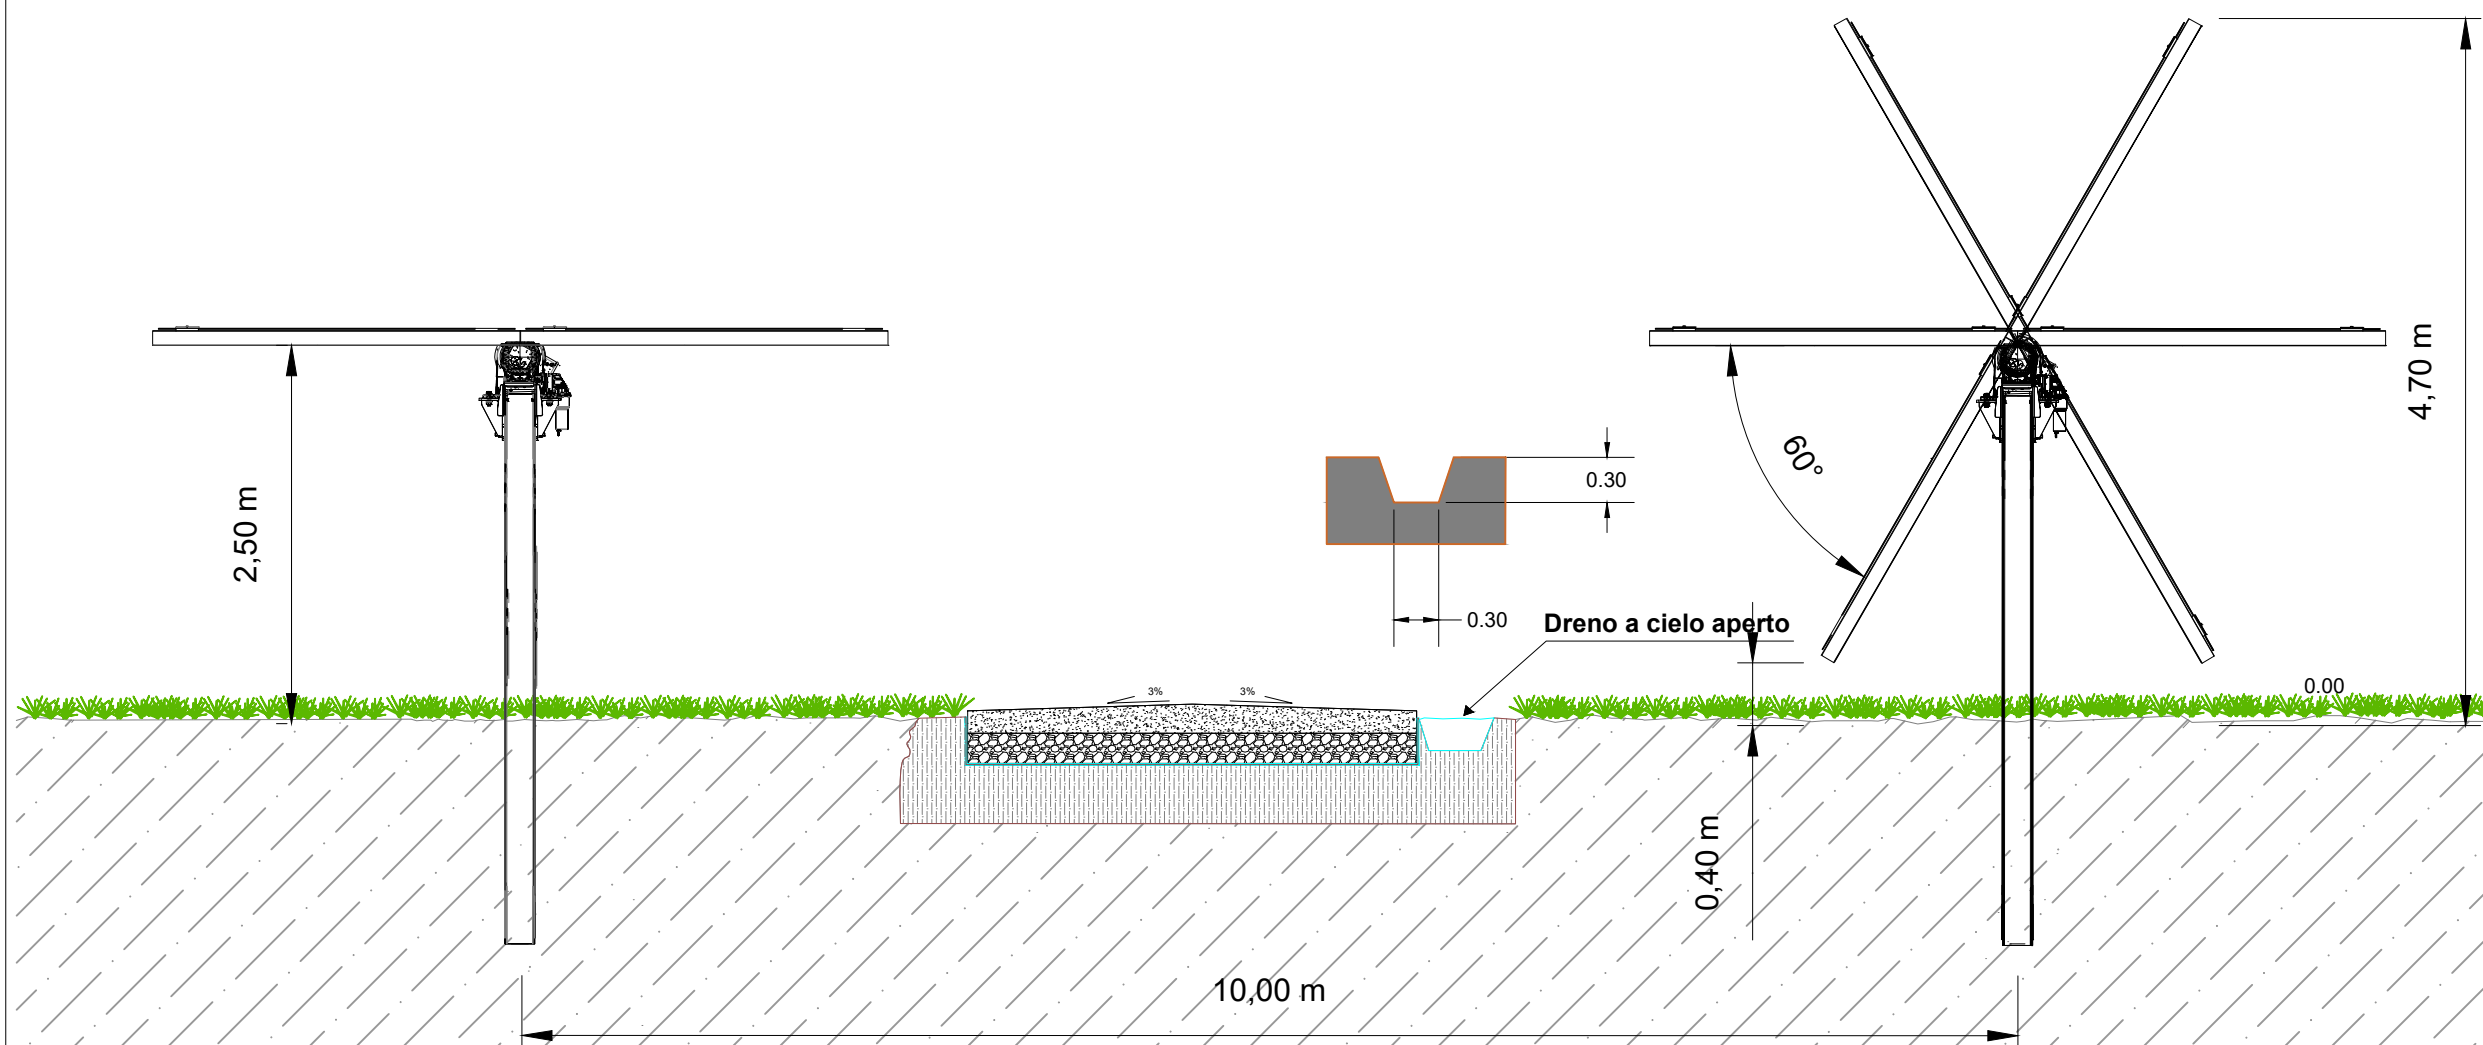 4,70 m
60°
2,50 m
0.30
0.30
Dreno a cielo aperto
3%
3%
0.00
0,40 m
10,00 m